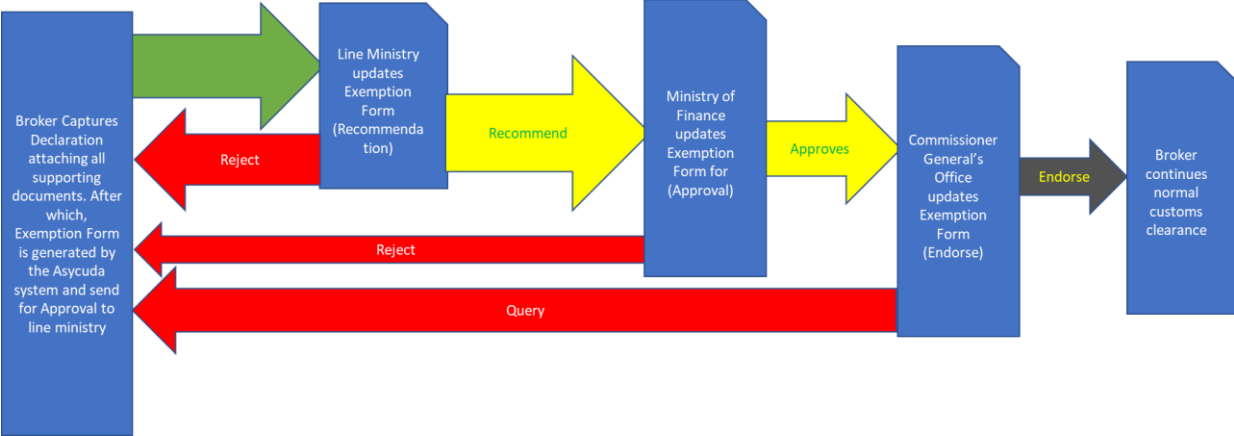 Broker Captures
Declaration
attaching all
supporting
documents. After
which,
Exemption Form
is generated by
the Asycuda
system and send
for Approval to
line ministry
Reject
Line Ministry
updates
Exemption
Form
(Recommenda
tion)
Recommend
Reject
Query
Ministry of
Finance
updates
Exemption
Form for
(Approval)
Approves
Commissioner
General’s
Office
updates
Exemption
Form
(Endorse)
Endorse
Broker
continues
normal
customs
clearance